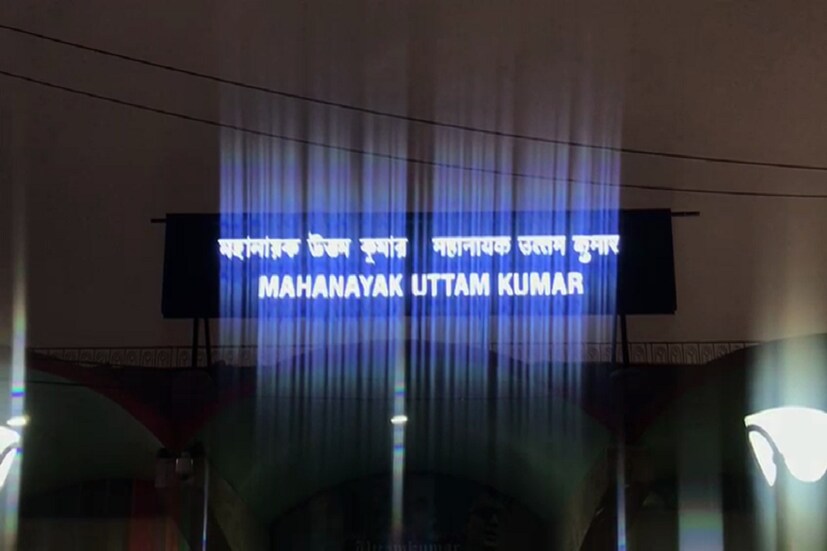 মহানায়ক উত্তম কুমার महानायक उत्तम कुमार
MAHANAYAK UTTAM KUMAR